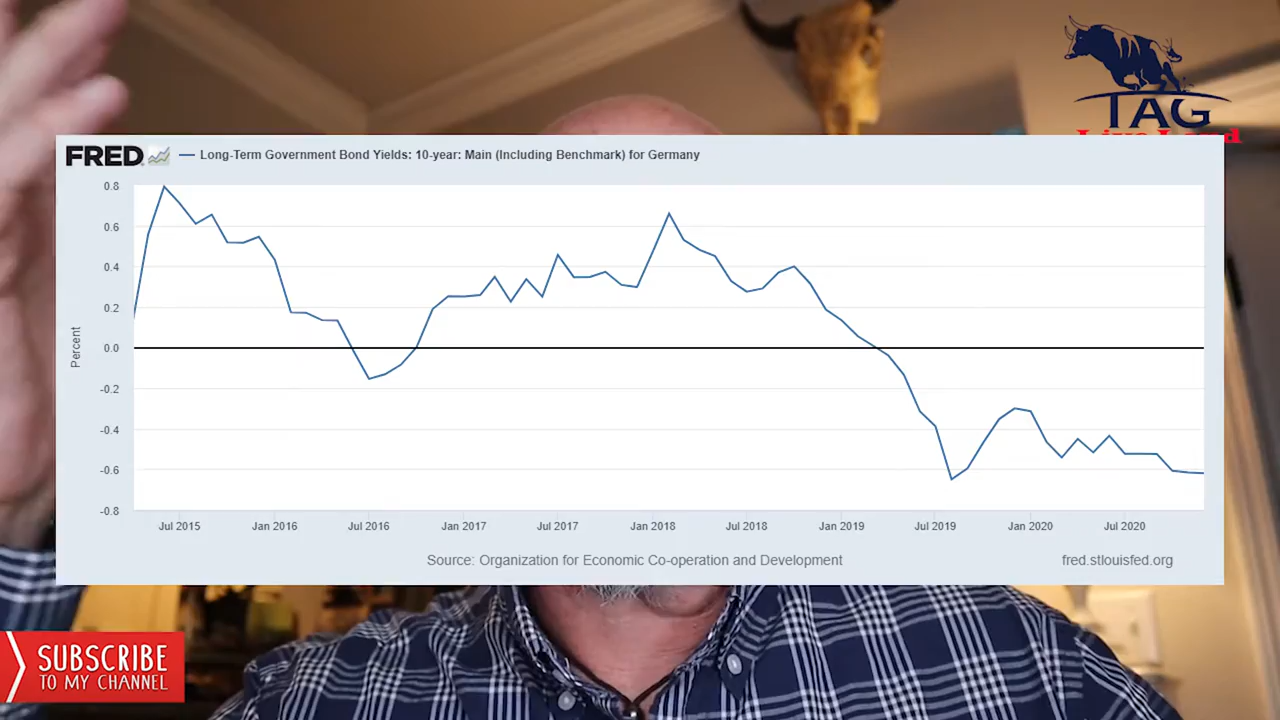 TAG
FRED
Long-Term Government Bond Yields: 10-year: Main (Including Benchmark) for Germany
0.8
0.6
0.4
0.2
0.0
-0.2
-0.4
-0.6
-0.8
Percent
Jul 2015 Jan 2016 Jul 2016 Jan 2017 Jul 2017 Jan 2018 Jul 2018 Jan 2019 Jul 2019 Jan 2020 Jul 2020
Source: Organization for Economic Co-operation and Development fred.stlouisfed.org
SUBSCRIBE
TO MY CHANNEL